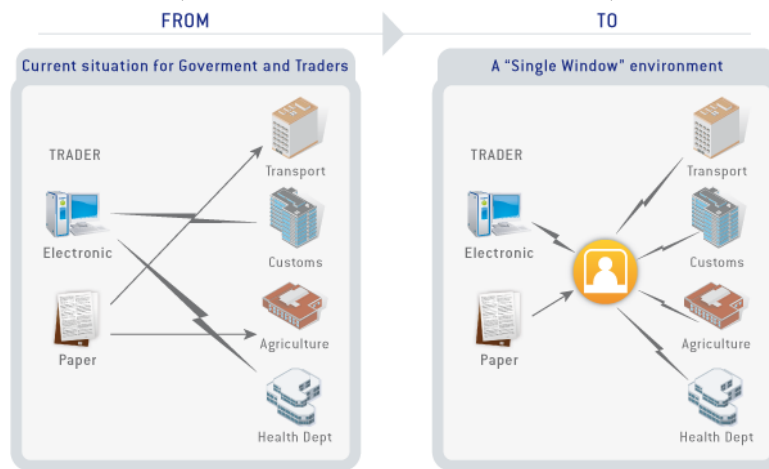 FROM
TO
Current situation for Goverment and Traders
A “Single Window” environment
TRADER
Electronic
Paper
Transport
Customs
Agriculture
Health Dept
TRADER
Electronic
Paper
Transport
Customs
Agriculture
Health Dept